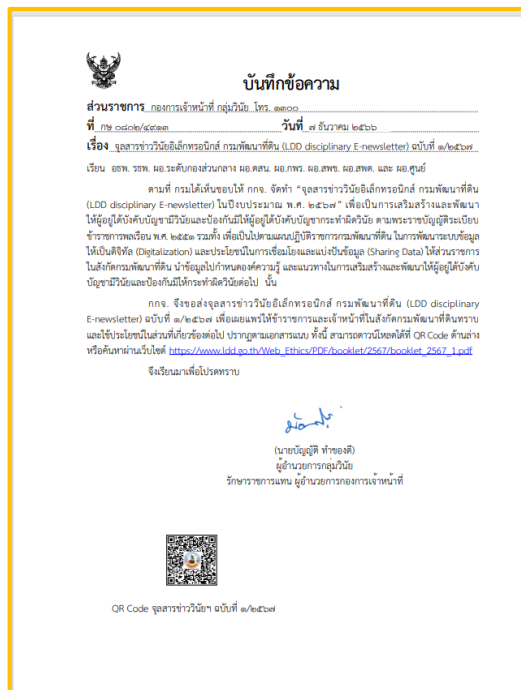 บันทึกข้อความ
ส่วนราชการ กองการเจ้าหน้าที่ กลุ่มวินัย โทร. ๑๓๐๐
ที่ กษ ๐๘๐๒/๔๙๑๓ วันที่ ๗ ธันวาคม ๒๕๖๖
เรื่อง จุลสารข่าววินัยอิเล็กทรอนิกส์ กรมพัฒนาที่ดิน (LDD disciplinary E-newsletter) ฉบับที่ ๑/๒๕๖๗
เรียน อธพ. รธพ. ผอ.ระดับกองส่วนกลาง ผอ.ตสน. ผอ.กพร. ผอ.สพข. ผอ.สพด. และ ผอ.ศูนย์
ตามที่ กรมได้เห็นชอบให้ กกจ. จัดทำ “จุลสารข่าววินัยอิเล็กทรอนิกส์ กรมพัฒนาที่ดิน
(LDD disciplinary E-newsletter) ในปีงบประมาณ พ.ศ. ๒๕๖๗” เพื่อเป็นการเสริมสร้างและพัฒนา
ให้ผู้อยู่ใต้บังคับบัญชามีวินัยและป้องกันมิให้ผู้อยู่ใต้บังคับบัญชากระทำผิดวินัย ตามพระราชบัญญัติระเบียบ
ข้าราชการพลเรือน พ.ศ. ๒๕๕๑ รวมทั้ง เพื่อเป็นไปตามแผนปฏิบัติราชการกรมพัฒนาที่ดิน ในการพัฒนาระบบข้อมูล
ให้เป็นดิจิทัล (Digitalization) และประโยชน์ในการเชื่อมโยงและแบ่งปันข้อมูล (Sharing Data) ให้ส่วนราชการ
ในสังกัดกรมพัฒนาที่ดิน นำข้อมูลไปกำหนดองค์ความรู้ และแนวทางในการเสริมสร้างและพัฒนาให้ผู้อยู่ใต้บังคับ
บัญชามีวินัยและป้องกันมิให้กระทำผิดวินัยต่อไป นั้น
กกจ. จึงขอส่งจุลสารข่าววินัยอิเล็กทรอนิกส์ กรมพัฒนาที่ดิน (LDD disciplinary
E-newsletter) ฉบับที่ ๑/๒๕๖๗ เพื่อเผยแพร่ให้ข้าราชการและเจ้าหน้าที่ในสังกัดกรมพัฒนาที่ดินทราบ
และใช้ประโยชน์ในส่วนที่เกี่ยวข้องต่อไป ปรากฏตามเอกสารแนบ ทั้งนี้ สามารถดาวน์โหลดได้ที่ QR Code ด้านล่าง
หรือค้นหาผ่านเว็บไซต์ https://www.ldd.go.th/Web_Ethics/PDF/booklet/2567/booklet_2567_1.pdf
จึงเรียนมาเพื่อโปรดทราบ
(นายบัญญัติ ทำของดี)
ผู้อำนวยการกลุ่มวินัย
รักษาราชการแทน ผู้อำนวยการกองการเจ้าหน้าที่
QR Code จุลสารข่าววินัยฯ ฉบับที่ ๑/๒๕๖๗